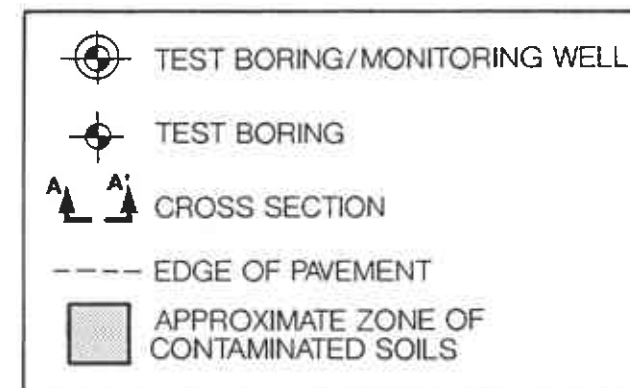 TEST BORING/MONITORING WELL
TEST BORING
A A' CROSS SECTION
EDGE OF PAVEMENT
APPROXIMATE ZONE OF
CONTAMINATED SOILS